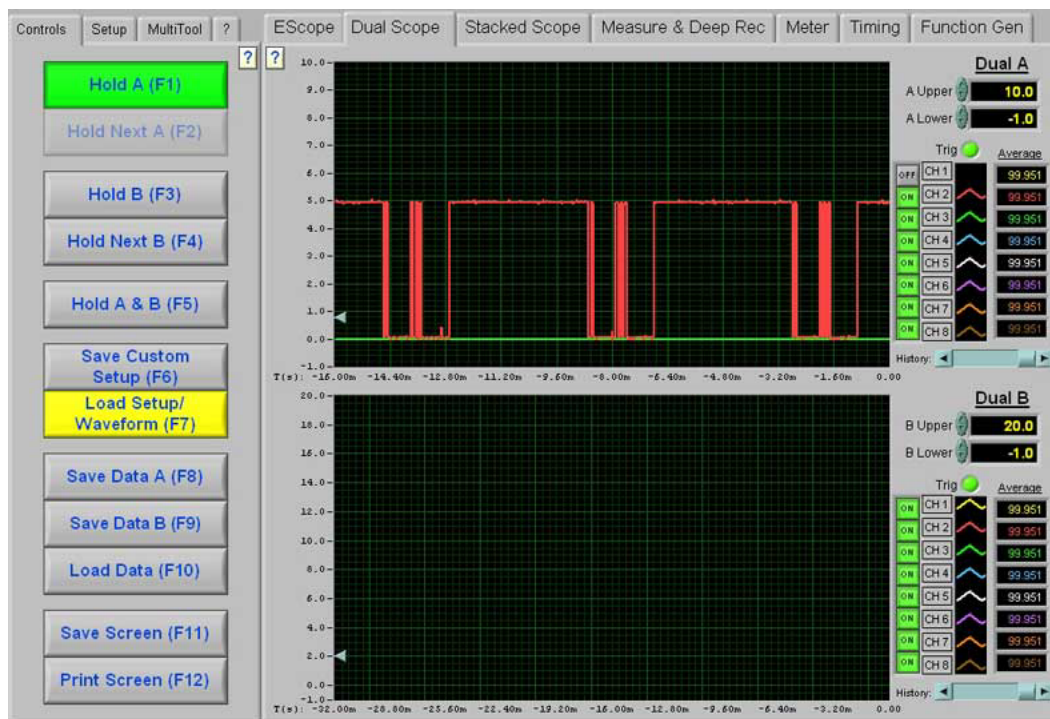 Controls Setup MultiTool ?
EScope Dual Scope Stacked Scope Measure & Deep Rec Meter Timing Function Gen
? ?
Hold A (F1)
Hold Next A (F2)
Hold B (F3)
Hold Next B (F4)
Hold A & B (F5)
Save Custom
Setup (F6)
Load Setup/
Waveform (F7)
Save Data A (F8)
Save Data B (F9)
Load Data (F10)
Save Screen (F11)
Print Screen (F12)
10.0
9.0
8.0
7.0
6.0
5.0
4.0
3.0
2.0
1.0
0.0
-1.0
T(s): -16.00m -14.40m -12.80m -11.20m -9.60m -8.00m -6.40m -4.80m -3.20m -1.60m 0.00
Dual A
A Upper 10.0
A Lower -1.0
Trig Average
OFF CH 1 99.951
ON CH 2 99.951
ON CH 3 99.951
ON CH 4 99.951
ON CH 5 99.951
ON CH 6 99.951
ON CH 7 99.951
ON CH 8 99.951
History:
20.0
18.0
16.0
14.0
12.0
10.0
8.0
6.0
4.0
2.0
0.0
-1.0
T(s): -32.00m -28.80m -25.60m -22.40m -19.20m -16.00m -12.80m -9.60m -6.40m -3.20m 0.00
Dual B
B Upper 20.0
B Lower -1.0
Trig Average
ON CH 1 99.951
ON CH 2 99.951
ON CH 3 99.951
ON CH 4 99.951
ON CH 5 99.951
ON CH 6 99.951
ON CH 7 99.951
ON CH 8 99.951
History: